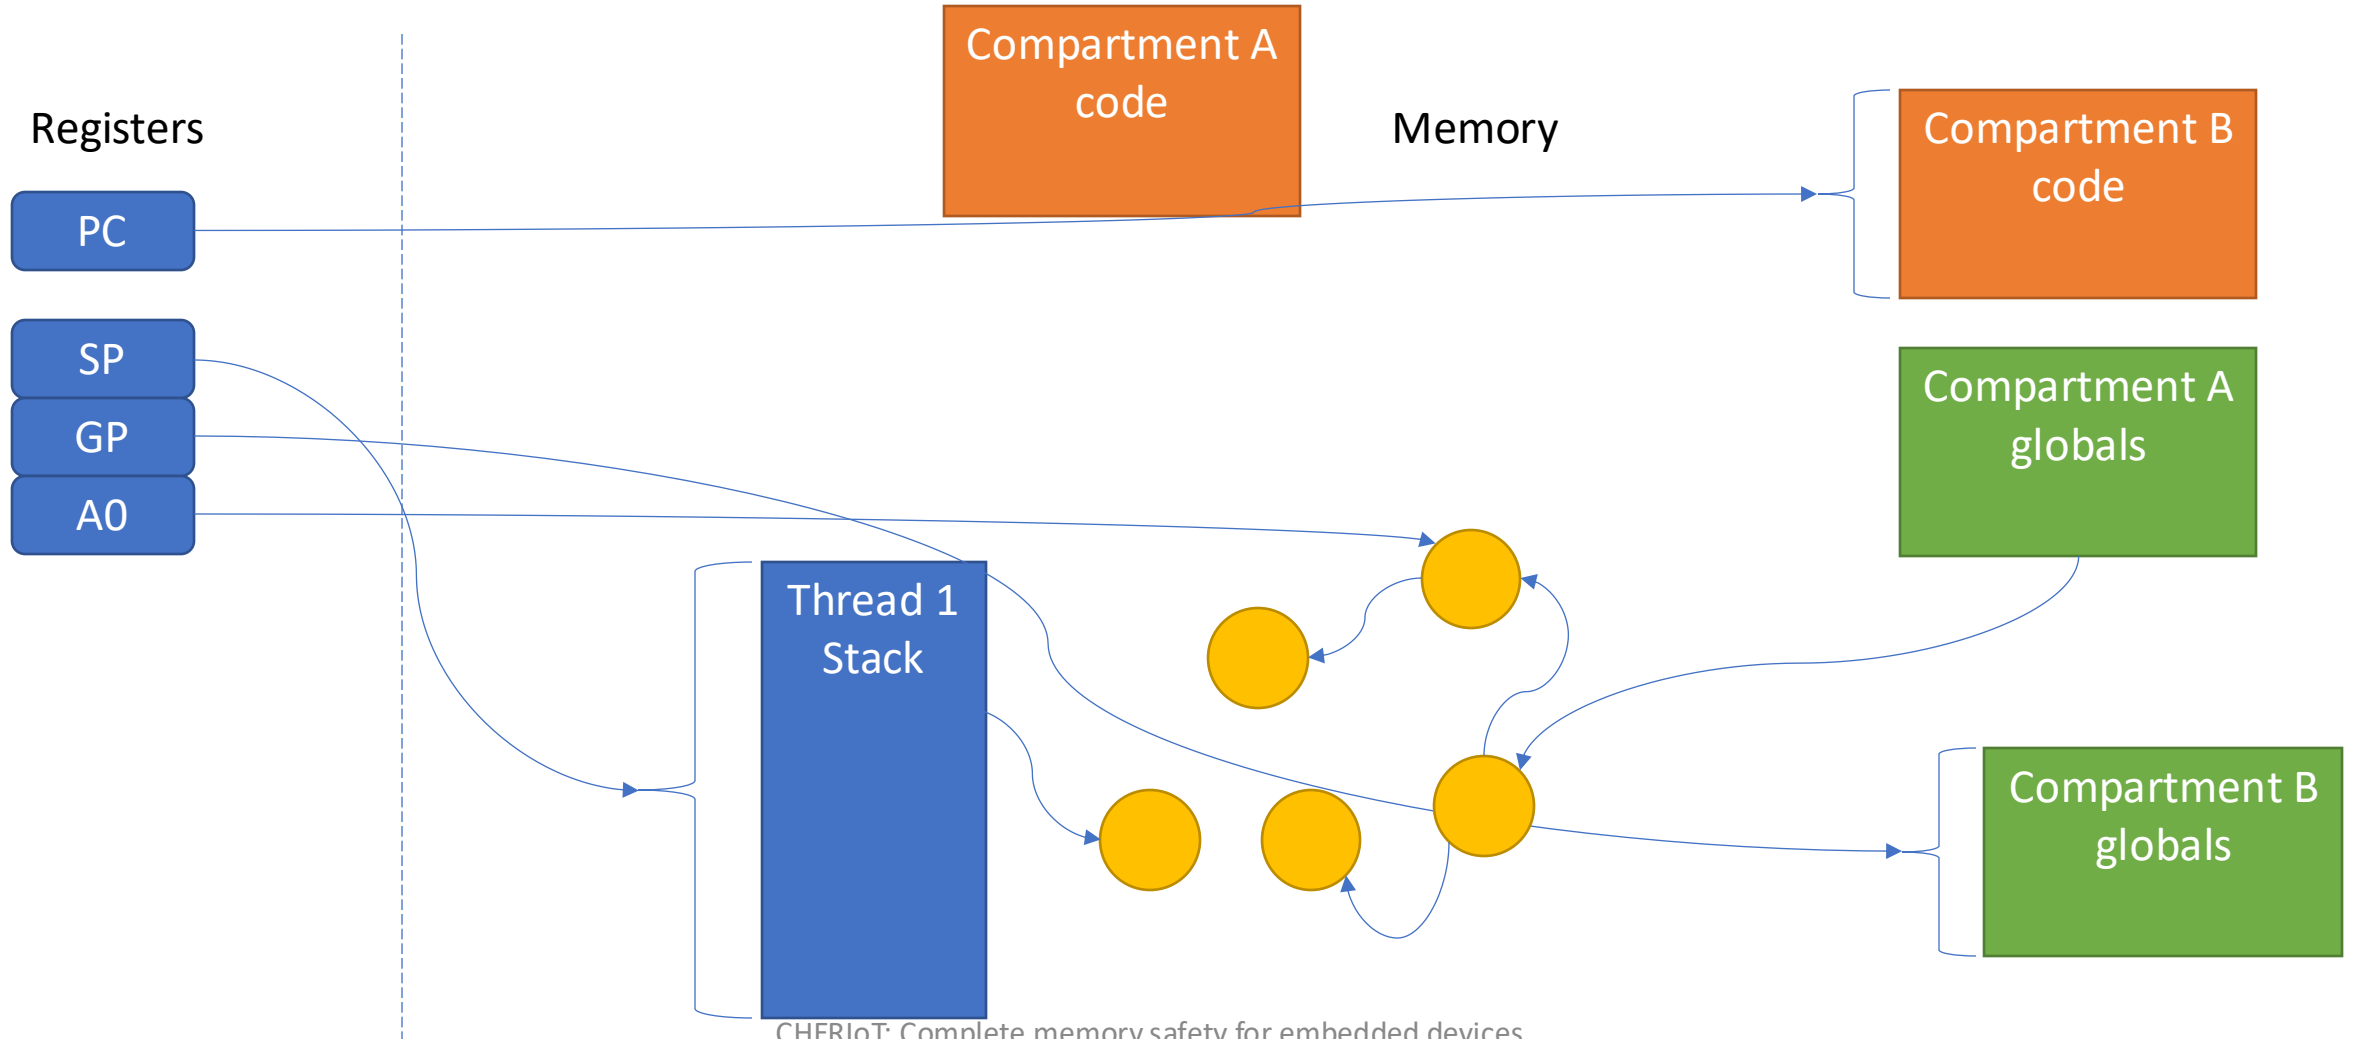 Compartment A
code
Registers
Memory
Compartment B
code
PC
SP
GP
A0
Compartment A
globals
Thread 1
Stack
Compartment B
globals
CHERIoT: Complete memory safety for embedded devices